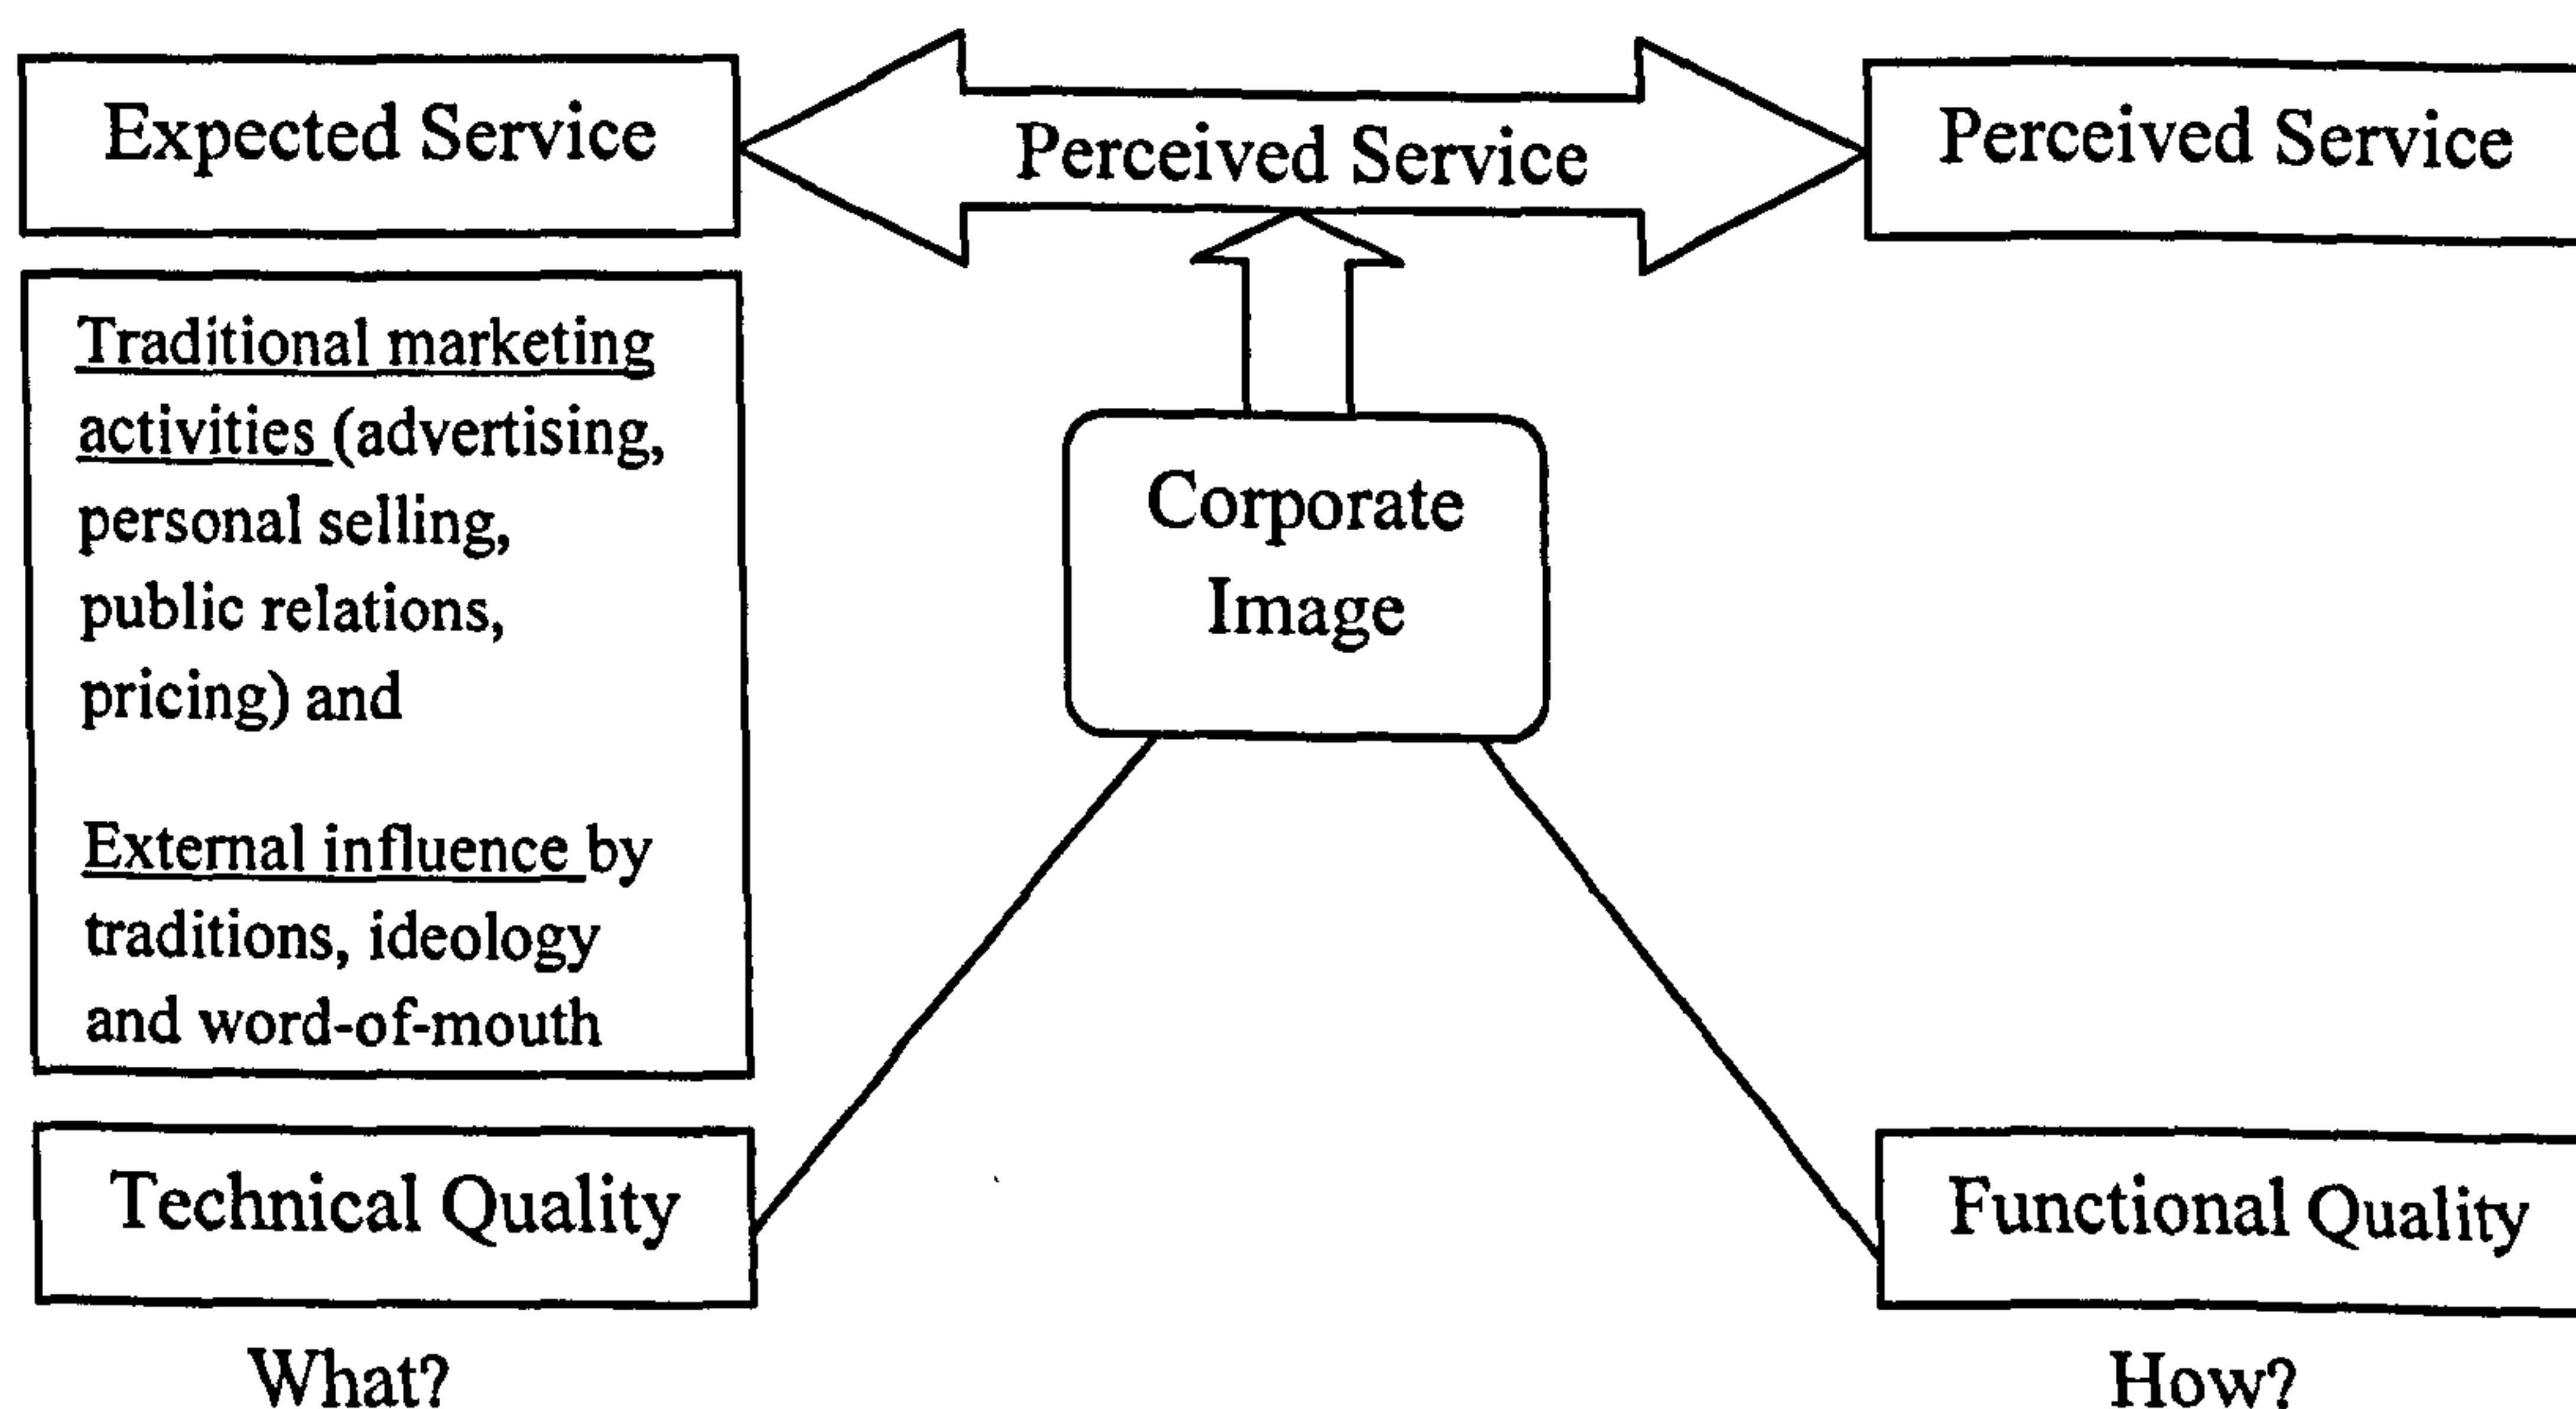 Expected Service
Perceived Service
Perceived Service
Traditional marketing
activities (advertising,
personal selling,
public relations,
pricing) and
External influence by
traditions, ideology
and word-of-mouth
Corporate
Image
Technical Quality
Functional Quality
What?
How?